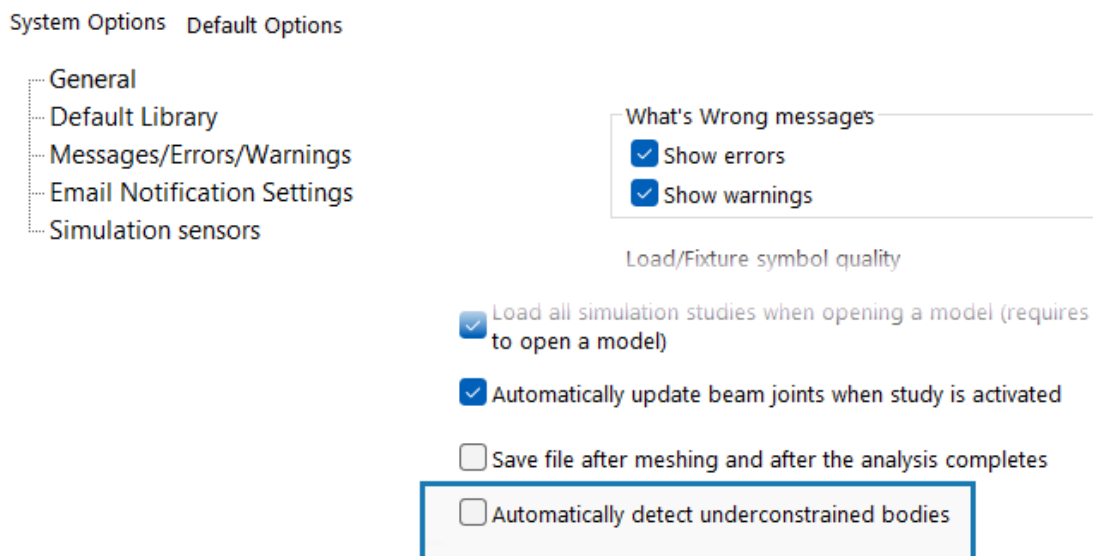 System Options Default Options
General
Default Library
Messages/Errors/Warnings
Email Notification Settings
Simulation sensors
What's Wrong messages
Show errors
Show warnings
Load/Fixture symbol quality
Load all simulation studies when opening a model (requires
to open a model)
Automatically update beam joints when study is activated
Save file after meshing and after the analysis completes
Automatically detect underconstrained bodies